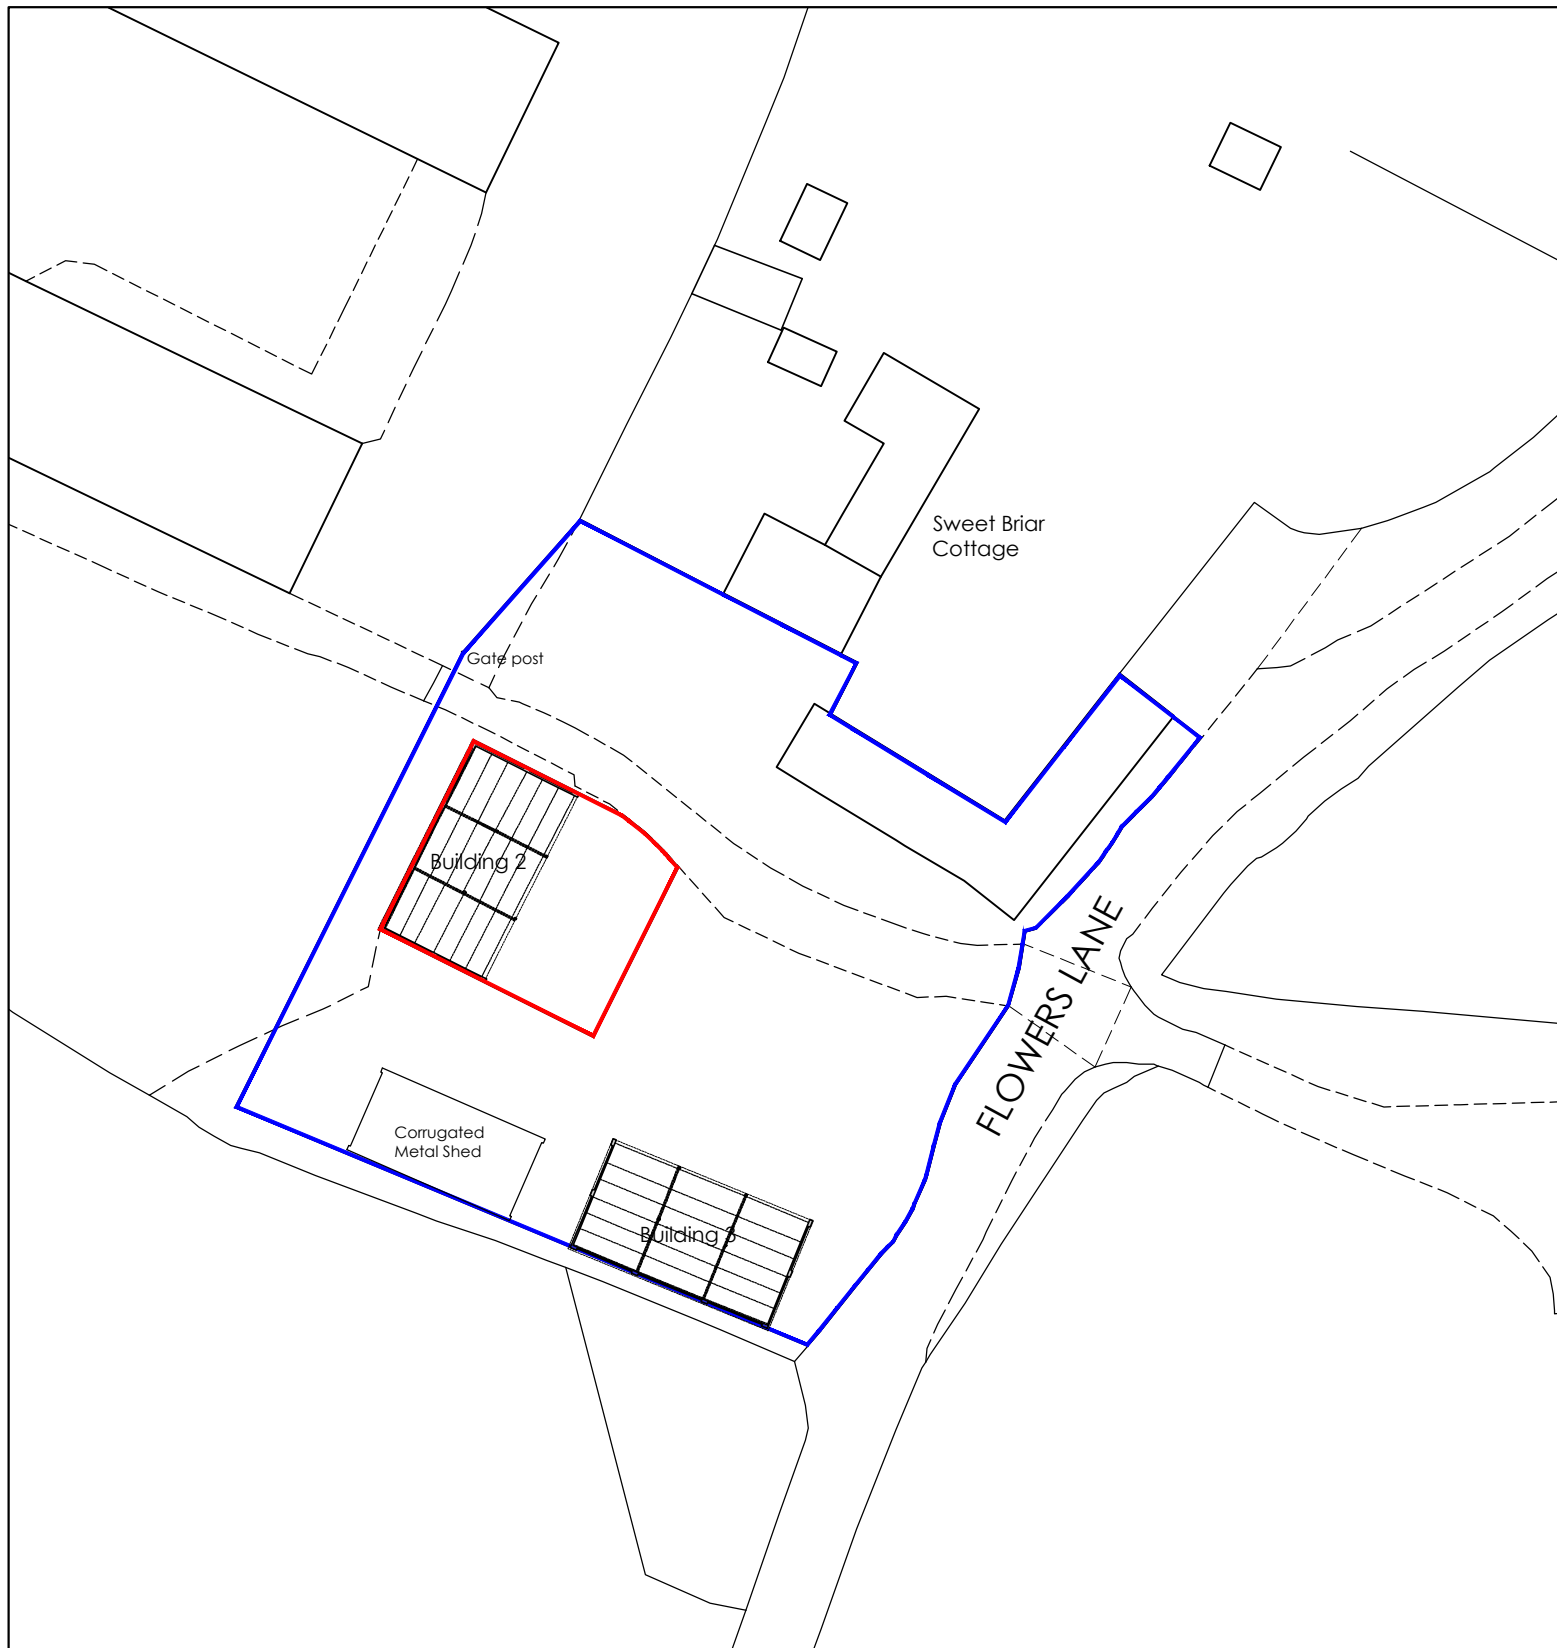 Sweet Briar
Cottage
Gate post
Building 2
FLOWERS LANE
Corrugated
Metal Shed
Building 3